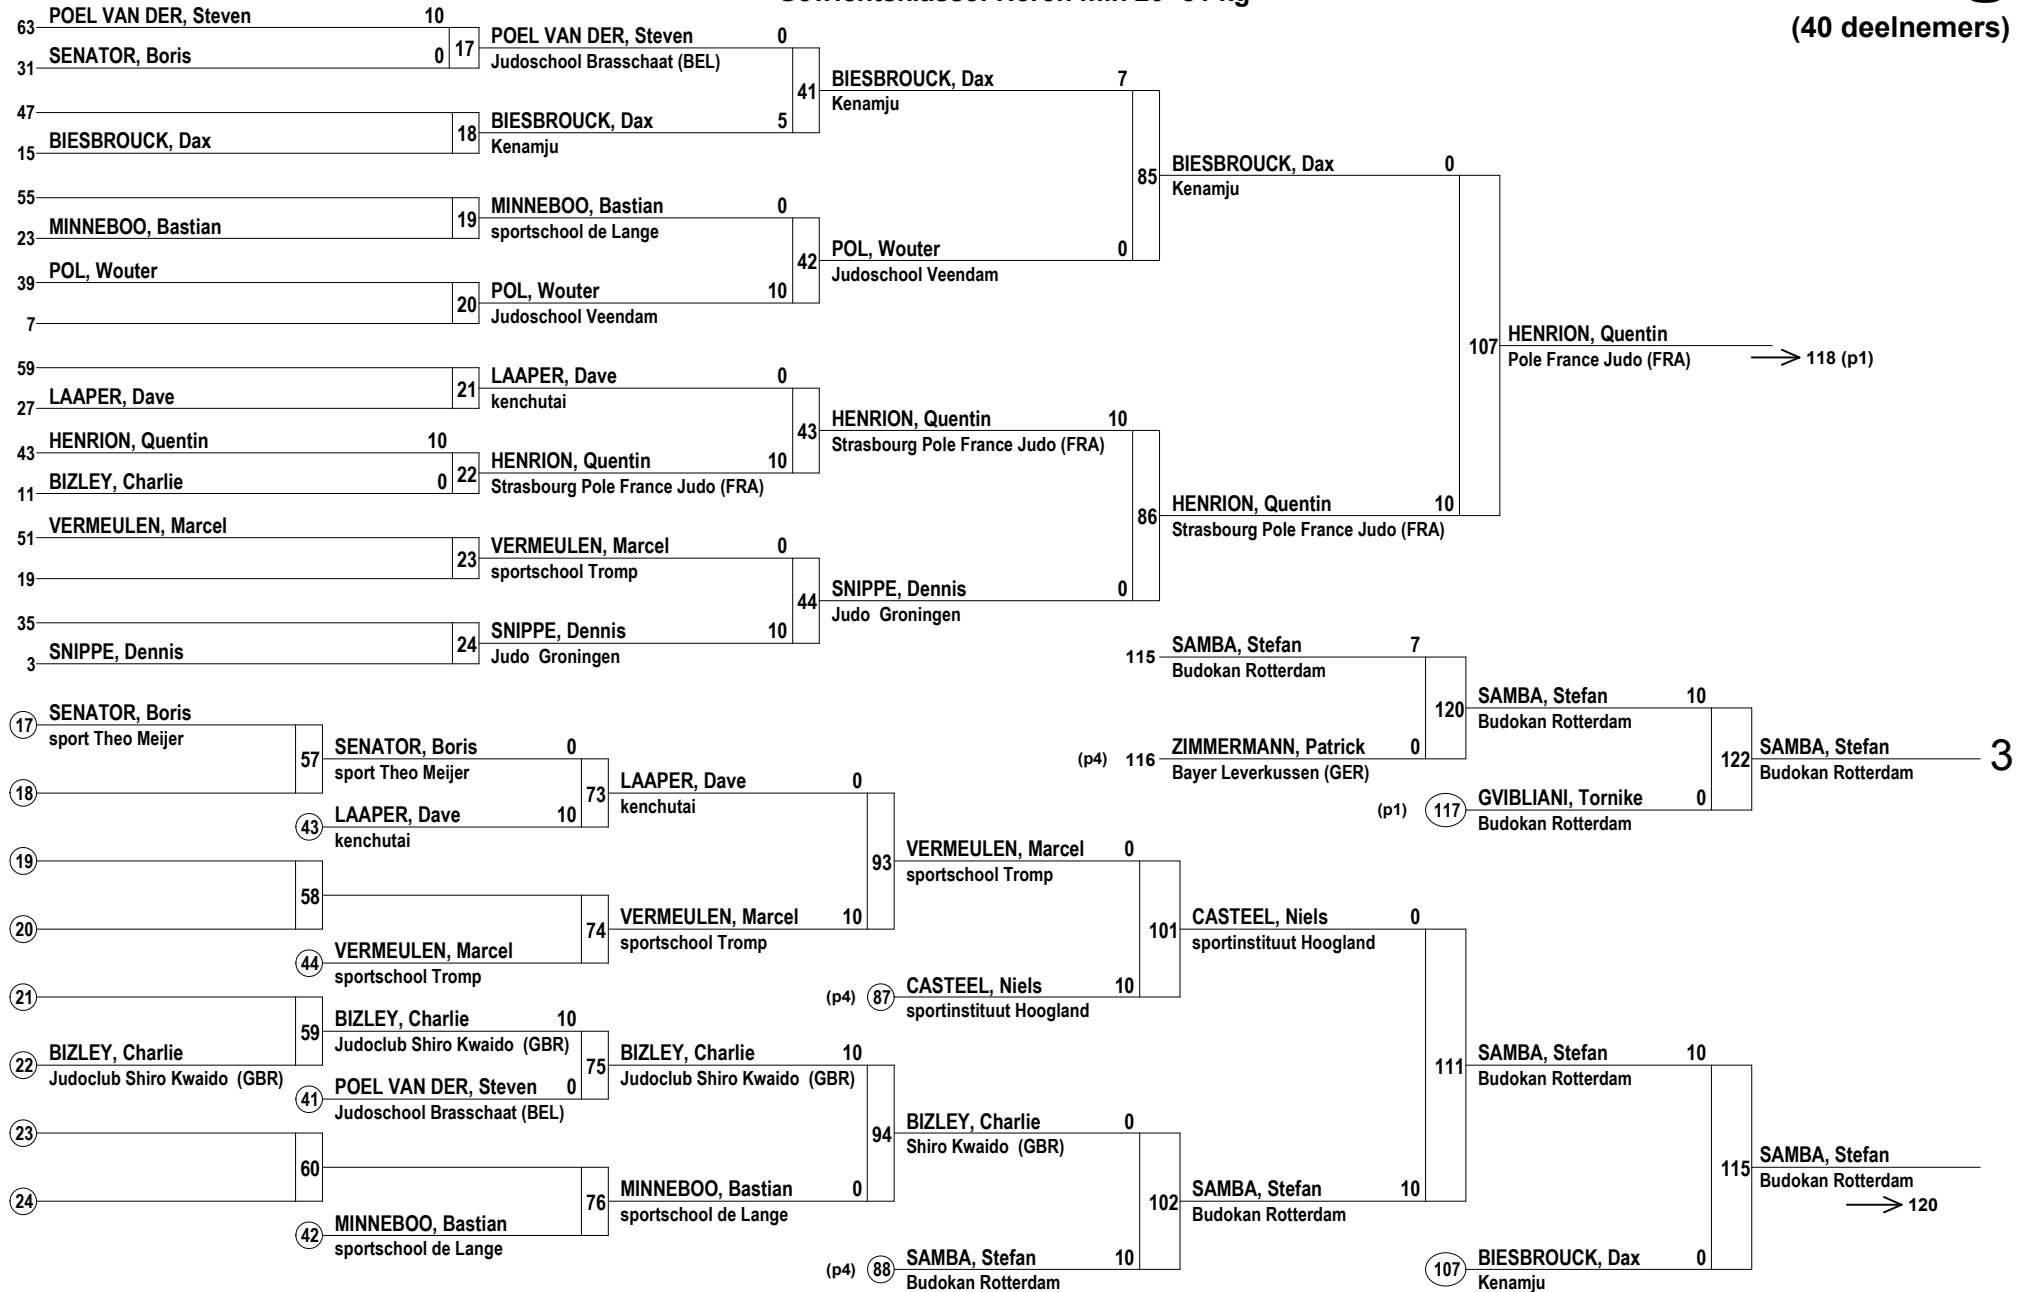 (40 deelnemers)
63 POEL VAN DER, Steven 10
31 SENATOR, Boris 0
17 POEL VAN DER, Steven 0
Judoschool Brasschaat (BEL)
47
15 BIESBROUCK, Dax
18 BIESBROUCK, Dax 5
Kenamju
41 BIESBROUCK, Dax 7
Kenamju
55
23 MINNEBOO, Bastian
19 MINNEBOO, Bastian 0
sportschool de Lange
39 POL, Wouter
7
20 POL, Wouter 10
Judoschool Veendam
42 POL, Wouter 0
Judoschool Veendam
85 BIESBROUCK, Dax 0
Kenamju
59
27 LAAPER, Dave
21 LAAPER, Dave 0
kenchutai
43 HENRION, Quentin 10
11 BIZLEY, Charlie 0
22 HENRION, Quentin 10
Strasbourg Pole France Judo (FRA)
43 HENRION, Quentin 10
Strasbourg Pole France Judo (FRA)
51 VERMEULEN, Marcel
19
23 VERMEULEN, Marcel 0
sportschool Tromp
35
3 SNIPPE, Dennis
24 SNIPPE, Dennis 10
Judo Groningen
44 SNIPPE, Dennis 0
Judo Groningen
86 HENRION, Quentin 10
Strasbourg Pole France Judo (FRA)
107 HENRION, Quentin
Pole France Judo (FRA) 118 (p1)
115 SAMBA, Stefan 7
Budokan Rotterdam
(p4) 116 ZIMMERMANN, Patrick 0
Bayer Leverkussen (GER)
120 SAMBA, Stefan 10
Budokan Rotterdam
(p1) 117 GVIBLIANI, Tornike 0
Budokan Rotterdam
122 SAMBA, Stefan 3
Budokan Rotterdam
17 SENATOR, Boris
sport Theo Meijer
18
57 SENATOR, Boris 0
sport Theo Meijer
43 LAAPER, Dave 10
kenchutai
73 LAAPER, Dave 0
kenchutai
19
20
58
44 VERMEULEN, Marcel
sportschool Tromp
74 VERMEULEN, Marcel 10
sportschool Tromp
93 VERMEULEN, Marcel 0
sportschool Tromp
(p4) 87 CASTEEL, Niels 10
sportinstituut Hoogland
101 CASTEEL, Niels 0
sportinstituut Hoogland
21
22 BIZLEY, Charlie
Judoclub Shiro Kwaido (GBR)
59 BIZLEY, Charlie 10
Judoclub Shiro Kwaido (GBR)
41 POEL VAN DER, Steven 0
Judoschool Brasschaat (BEL)
75 BIZLEY, Charlie 10
Judoclub Shiro Kwaido (GBR)
23
24
60
42 MINNEBOO, Bastian
sportschool de Lange
76 MINNEBOO, Bastian 0
sportschool de Lange
94 BIZLEY, Charlie 0
Shiro Kwaido (GBR)
(p4) 88 SAMBA, Stefan 10
Budokan Rotterdam
102 SAMBA, Stefan 10
Budokan Rotterdam
111 SAMBA, Stefan 10
Budokan Rotterdam
107 BIESBROUCK, Dax 0
Kenamju
115 SAMBA, Stefan
Budokan Rotterdam
120